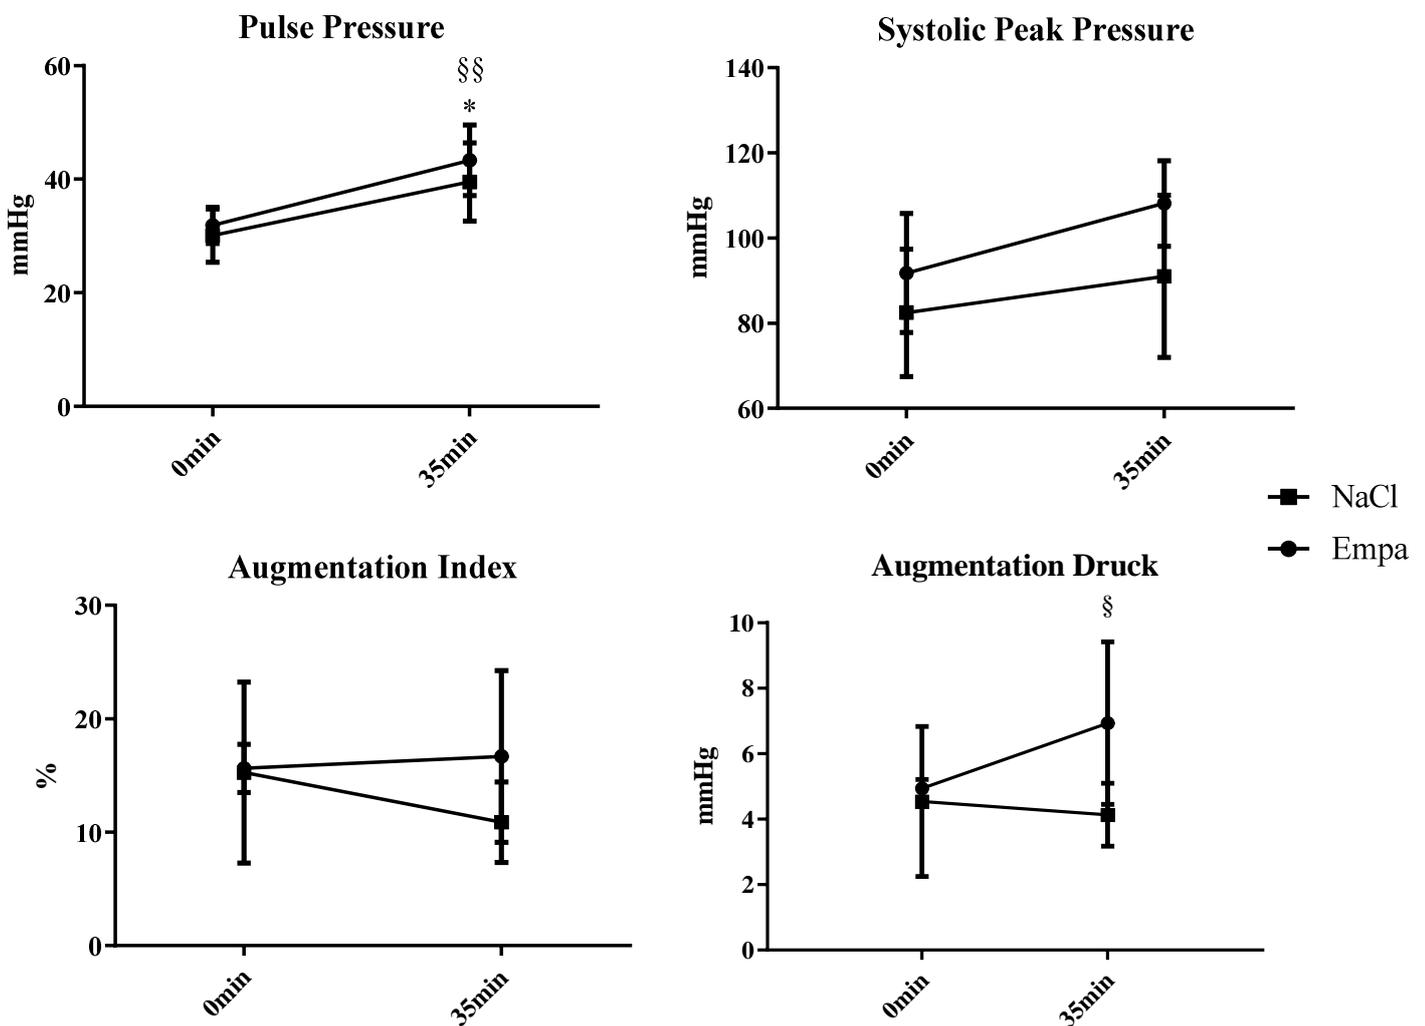 Pulse Pressure
60
40
20
0
mmHg
§§
*
0min
35min
Systolic Peak Pressure
140
120
100
80
60
mmHg
0min
35min
NaCl
Empa
Augmentation Index
30
20
10
0
%
0min
35min
Augmentation Druck
§
10
8
6
4
2
0
mmHg
0min
35min